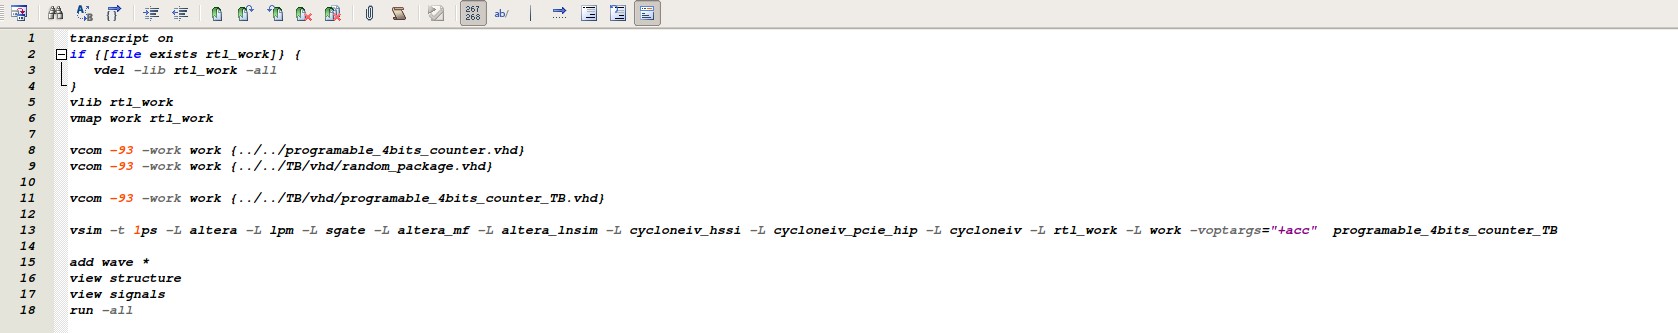 267
268
ab/
1 transcript on
2 if {[file exists rtl_work]} {
3 vdel -lib rtl_work -all
4 }
5 vlib rtl_work
6 vmap work rtl_work
7
8 vcom -93 -work work {../../programable_4bits_counter.vhd}
9 vcom -93 -work work {../../TB/vhd/random_package.vhd}
10
11 vcom -93 -work work {../../TB/vhd/programable_4bits_counter_TB.vhd}
12
13 vsim -t 1ps -L altera -L lpm -L sgate -L altera_mf -L altera_lnsim -L cycloneiv_hssi -L cycloneiv_pcie_hip -L cycloneiv -L rtl_work -L work -voptargs="+acc"  programable_4bits_counter_TB
14
15 add wave *
16 view structure
17 view signals
18 run -all